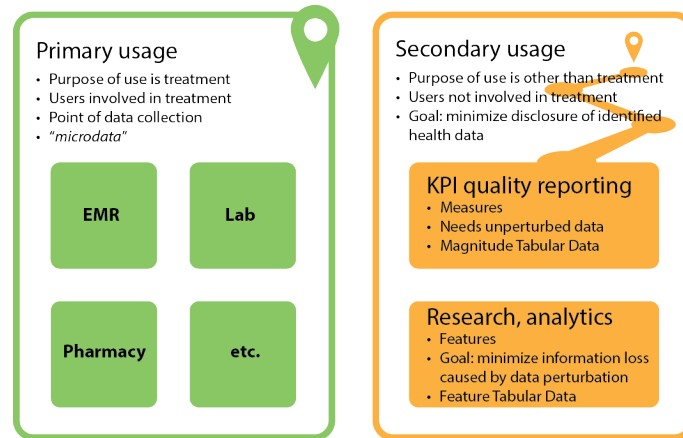 Primary usage
• Purpose of use is treatment
• Users involved in treatment
• Point of data collection
• “microdata”
EMR
Lab
Pharmacy
etc.
Secondary usage
• Purpose of use is other than treatment
• Users not involved in treatment
• Goal: minimize disclosure of identified
health data
KPI quality reporting
• Measures
• Needs unperturbed data
• Magnitude Tabular Data
Research, analytics
• Features
• Goal: minimize information loss
caused by data perturbation
• Feature Tabular Data